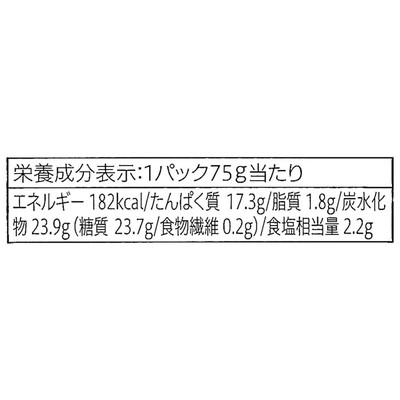 栄養成分表示：1パック75g当たり
エネルギー 182kcal/たんぱく質 17.3g/脂質 1.8g/炭水化
物 23.9g（糖質 23.7g/食物繊維 0.2g）/食塩相当量 2.2g